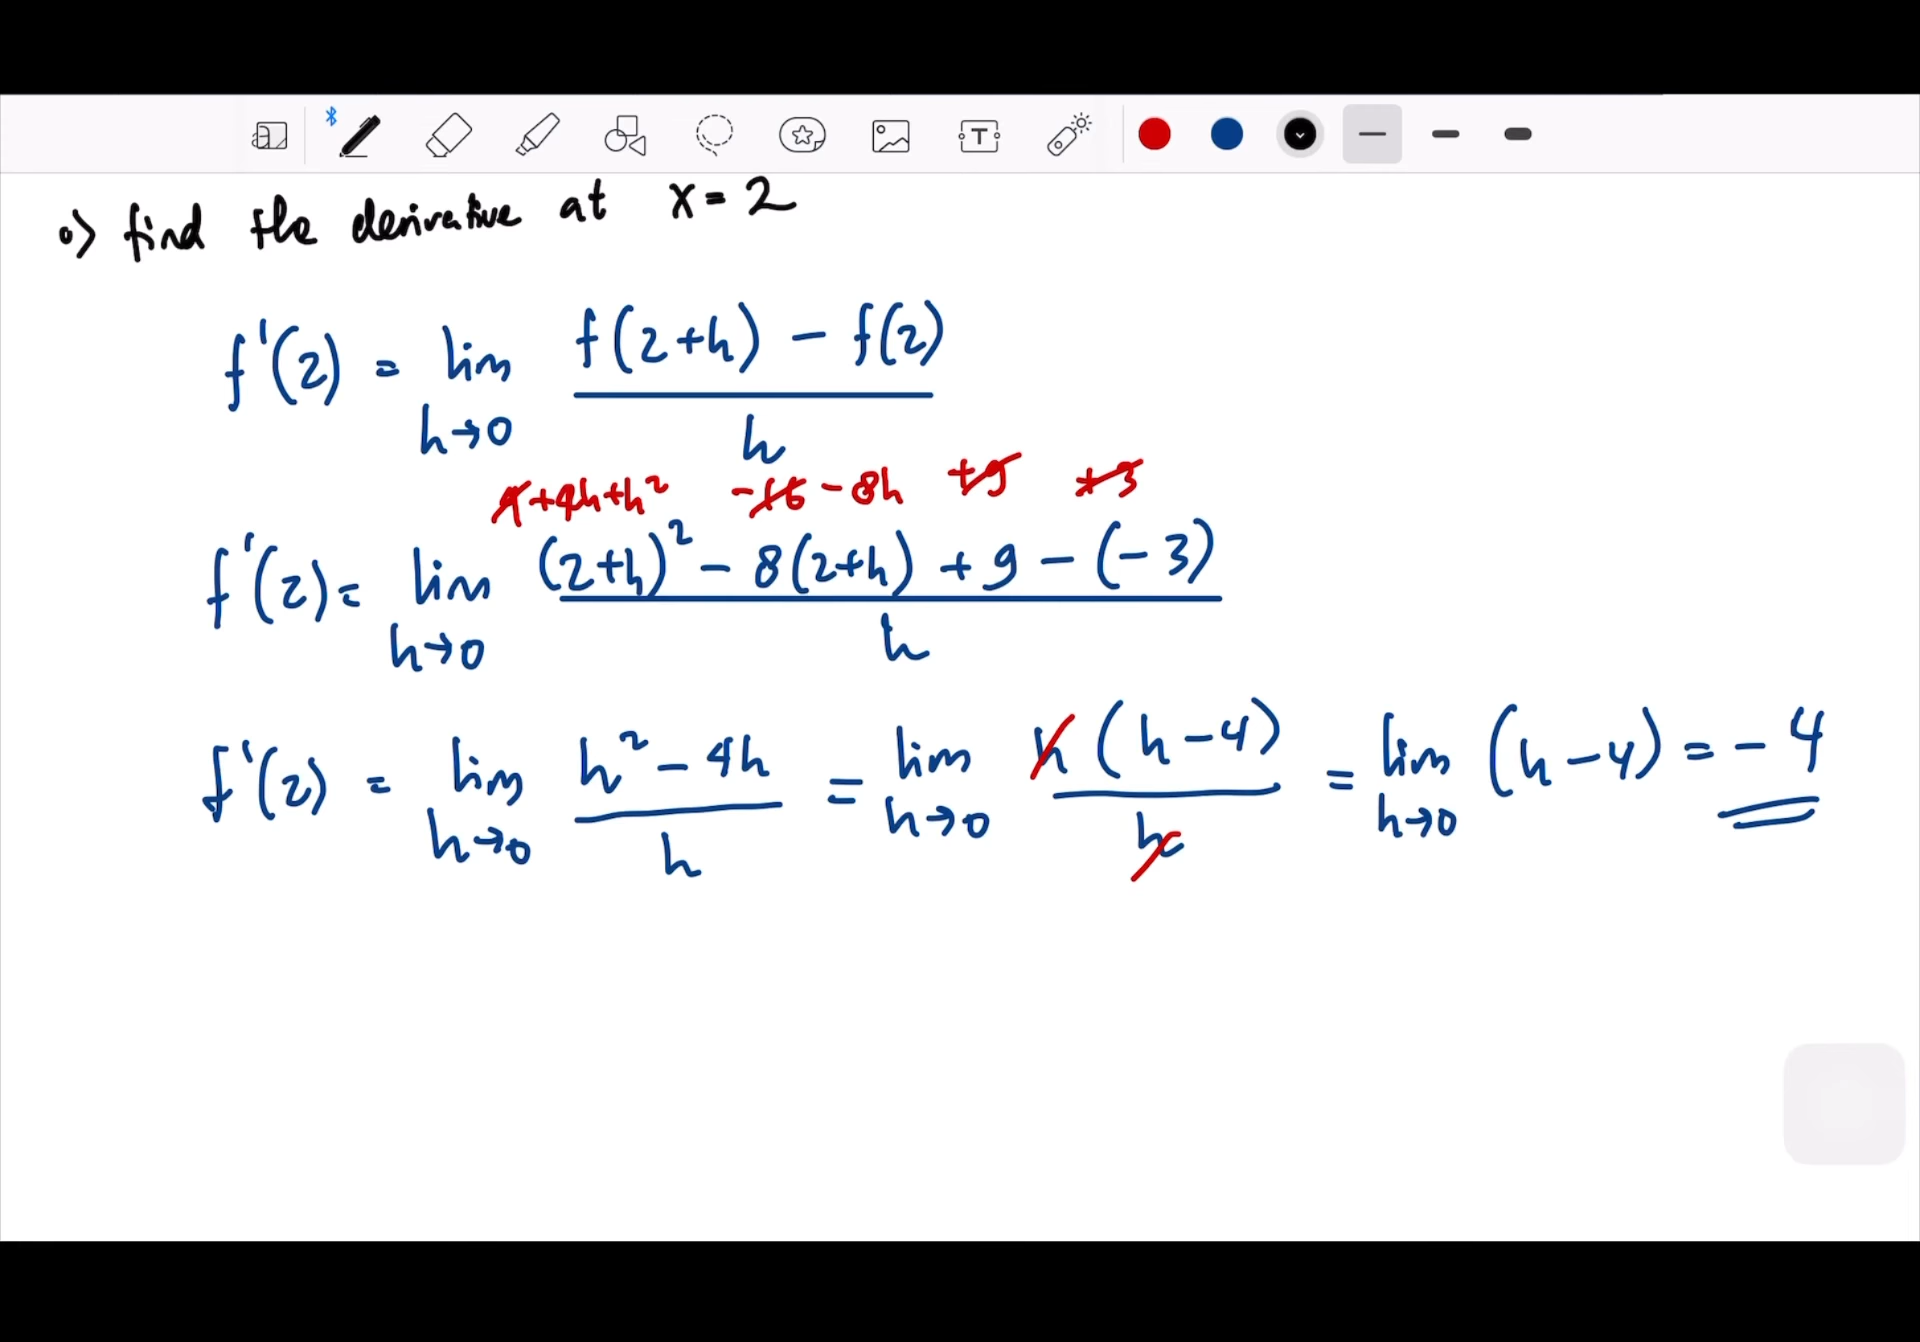 o) find the derivative at x = 2
f'(2) = lim h→0 f(2+h) − f(2) / h
4+4h+h² −16 − 8h +9 +3
f'(2) = lim h→0 (2+h)² − 8(2+h) + 9 − (−3) / h
f'(2) = lim h→0 h² − 4h / h = lim h→0 h(h−4) / h = lim h→0 (h−4) = −4